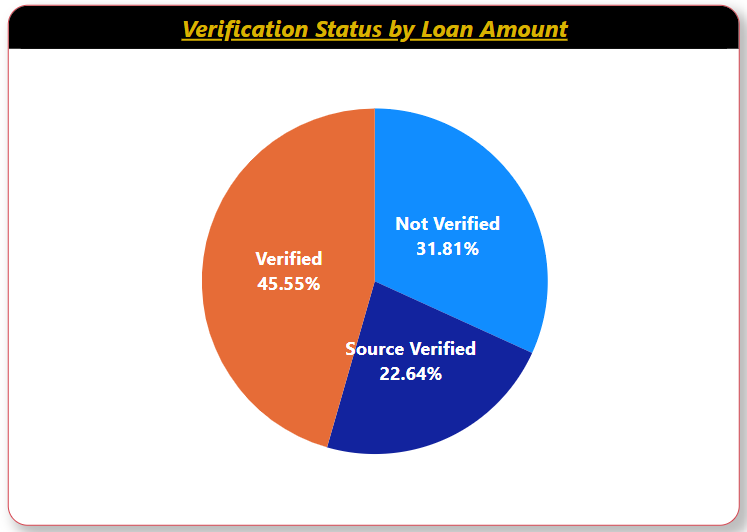 Verification Status by Loan Amount
Not Verified
31.81%
Verified
45.55%
Source Verified
22.64%